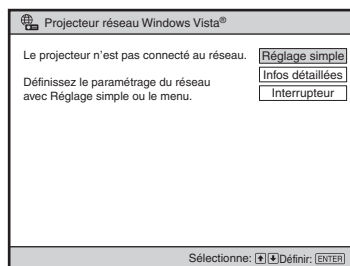 Projecteur réseau Windows Vista®
Le projecteur n'est pas connecté au réseau.
Réglage simple
Définissez le paramétrage du réseau
avec Réglage simple ou le menu.
Infos détaillées
Interrupteur
Sélectionne: Définir: ENTER